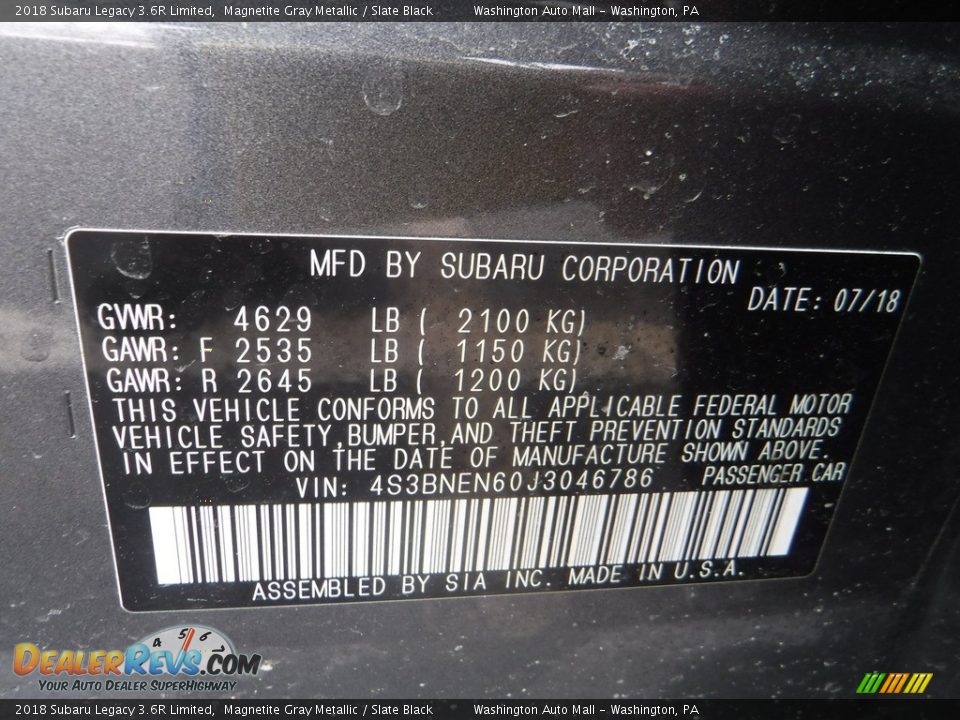 2018 Subaru Legacy 3.6R Limited, Magnetite Gray Metallic / Slate Black Washington Auto Mall - Washington, PA
MFD BY SUBARU CORPORATION
DATE: 07/18
GVWR: 4629 LB ( 2100 KG)
GAWR: F 2535 LB ( 1150 KG)
GAWR: R 2645 LB ( 1200 KG)
THIS VEHICLE CONFORMS TO ALL APPLICABLE FEDERAL MOTOR
VEHICLE SAFETY,BUMPER,AND THEFT PREVENTION STANDARDS
IN EFFECT ON THE DATE OF MANUFACTURE SHOWN ABOVE.
VIN: 4S3BNEN60J3046786 PASSENGER CAR
ASSEMBLED BY SIA INC. MADE IN U.S.A.
4 5 6
DEALERREVS.COM
YOUR AUTO DEALER SUPERHIGHWAY
2018 Subaru Legacy 3.6R Limited, Magnetite Gray Metallic / Slate Black Washington Auto Mall - Washington, PA